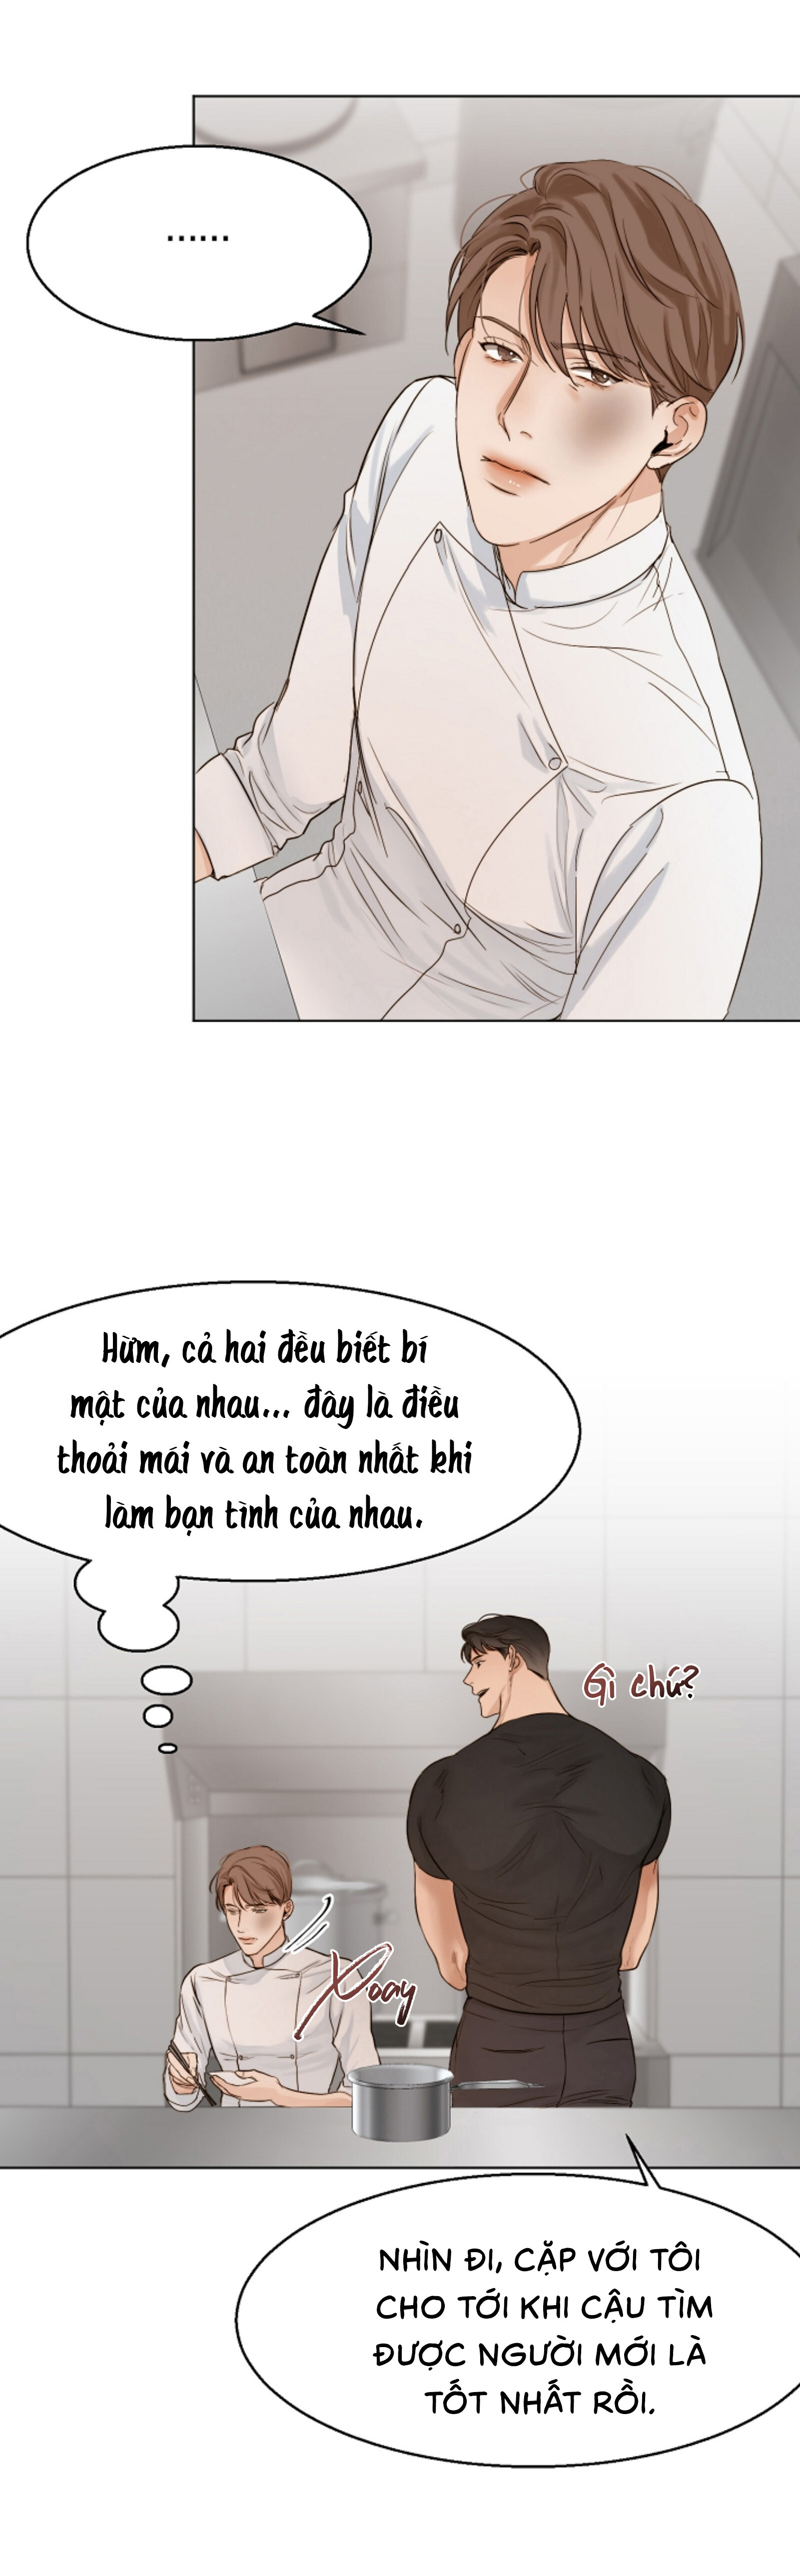 ......
Hừm, cả hai đều biết bí
mật của nhau... đây là điều
thoải mái và an toàn nhất khi
làm bạn tình của nhau.
Gì chứ?
Xoay
NHÌN ĐI, CẶP VỚI TÔI
CHO TỚI KHI CẬU TÌM
ĐƯỢC NGƯỜI MỚI LÀ
TỐT NHẤT RỒI.